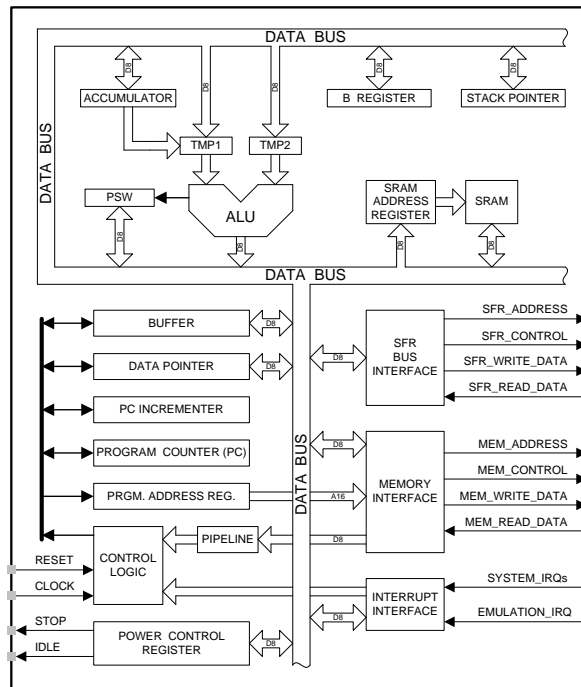 DATA BUS
D8
D8
D8
D8
D8
ACCUMULATOR
B REGISTER
STACK POINTER
DATA BUS
TMP1
TMP2
PSW
ALU
SRAM
ADDRESS
REGISTER
SRAM
D8
D8
D8
D8
DATA BUS
BUFFER
D8
DATA POINTER
D8
PC INCREMENTER
PROGRAM COUNTER (PC)
PRGM. ADDRESS REG.
A16
DATA BUS
SFR
BUS
INTERFACE
D8
SFR_ADDRESS
SFR_CONTROL
SFR_WRITE_DATA
SFR_READ_DATA
D8
MEMORY
INTERFACE
MEM_ADDRESS
MEM_CONTROL
MEM_WRITE_DATA
MEM_READ_DATA
CONTROL
LOGIC
PIPELINE
D8
RESET
CLOCK
STOP
IDLE
POWER CONTROL
REGISTER
D8
INTERRUPT
INTERFACE
D8
SYSTEM_IRQs
EMULATION_IRQ